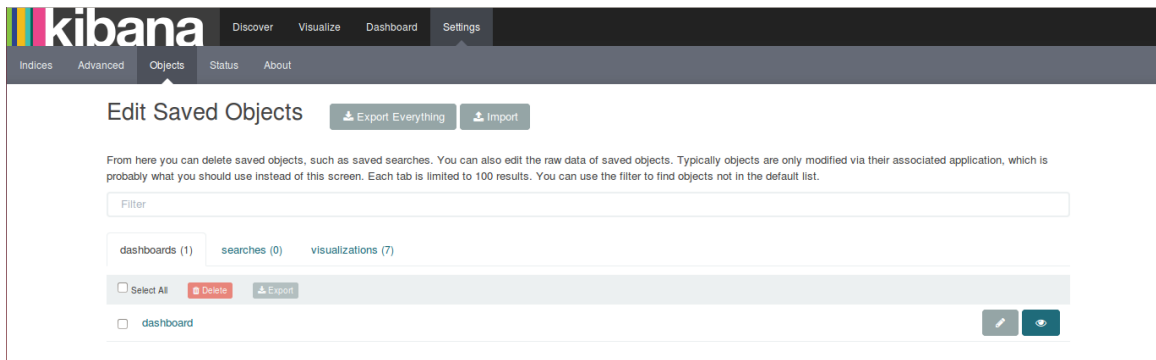 kibana Discover Visualize Dashboard Settings
Indices Advanced Objects Status About
Edit Saved Objects Export Everything Import
From here you can delete saved objects, such as saved searches. You can also edit the raw data of saved objects. Typically objects are only modified via their associated application, which is
probably what you should use instead of this screen. Each tab is limited to 100 results. You can use the filter to find objects not in the default list.
Filter
dashboards (1) searches (0) visualizations (7)
Select All Delete Export
dashboard